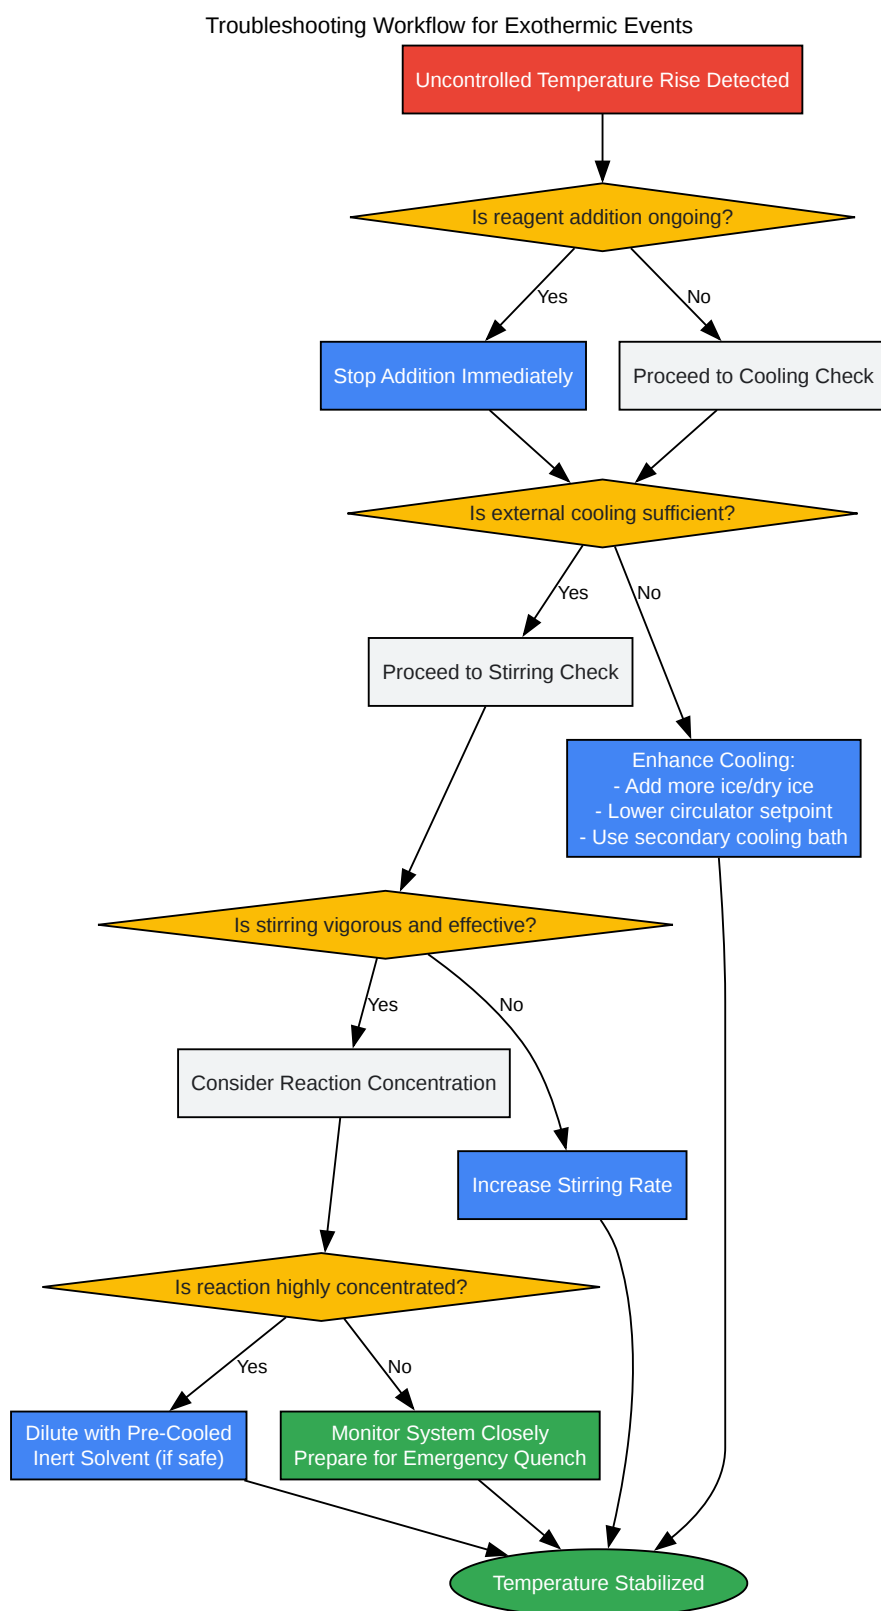 Troubleshooting Workflow for Exothermic Events
Uncontrolled Temperature Rise Detected
Is reagent addition ongoing?
Yes
No
Stop Addition Immediately
Proceed to Cooling Check
Is external cooling sufficient?
Yes
No
Proceed to Stirring Check
Enhance Cooling:
- Add more ice/dry ice
- Lower circulator setpoint
- Use secondary cooling bath
Is stirring vigorous and effective?
Yes
No
Consider Reaction Concentration
Increase Stirring Rate
Is reaction highly concentrated?
Yes
No
Dilute with Pre-Cooled
Inert Solvent (if safe)
Monitor System Closely
Prepare for Emergency Quench
Temperature Stabilized